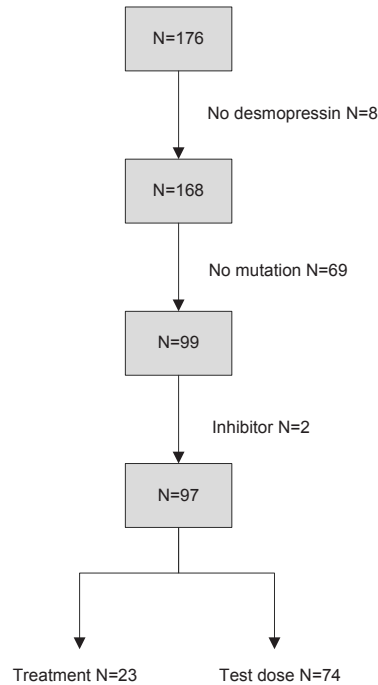 N=176
No desmopressin N=8
N=168
No mutation N=69
N=99
Inhibitor N=2
N=97
Treatment N=23
Test dose N=74